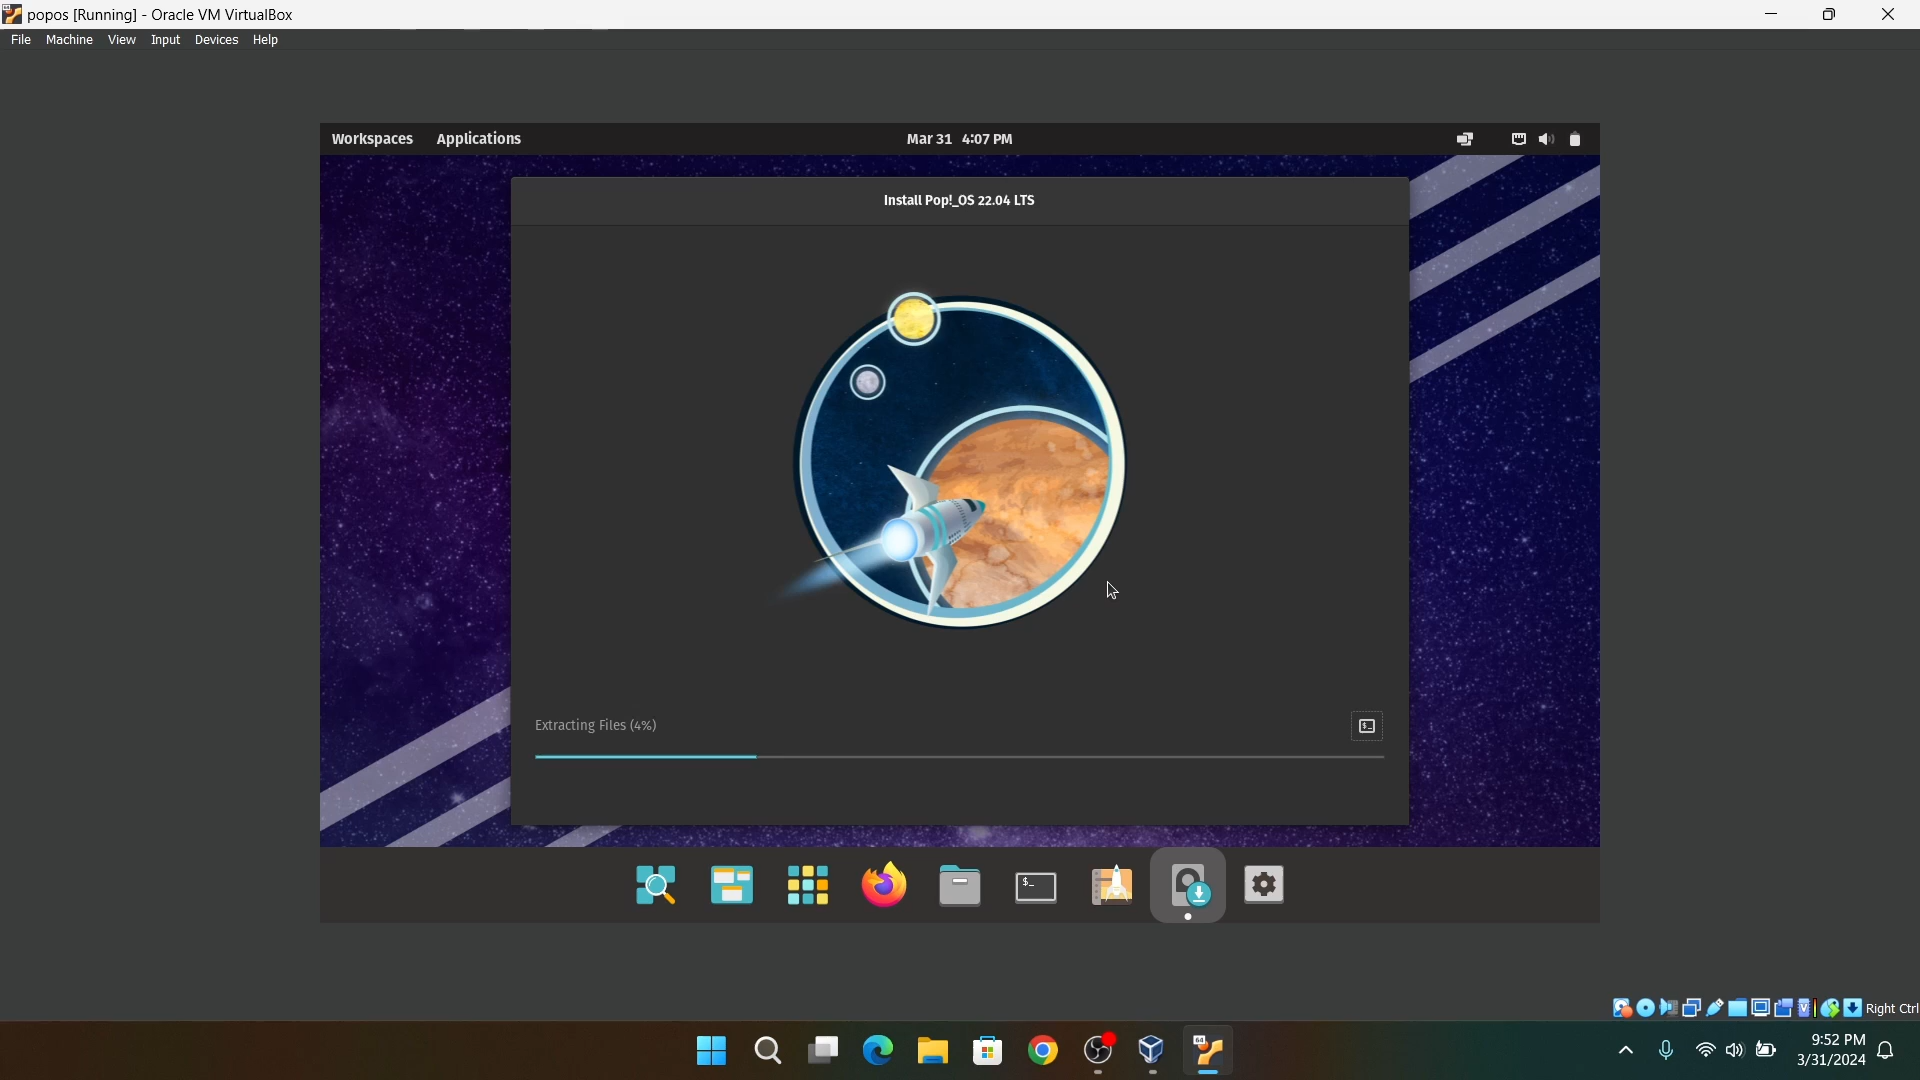 popos [Running] - Oracle VM VirtualBox
File Machine View Input Devices Help
Workspaces Applications Mar 31 4:07 PM
Install Pop!_OS 22.04 LTS
Extracting Files (4%)
$_
$_
64
V
Right Ctrl
9:52 PM
3/31/2024